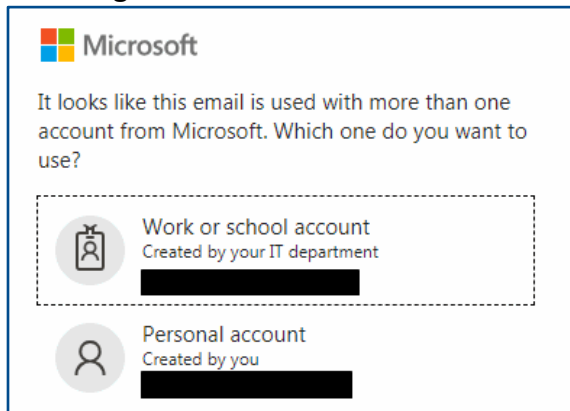 Microsoft
It looks like this email is used with more than one
account from Microsoft. Which one do you want to
use?
Work or school account
Created by your IT department
Personal account
Created by you